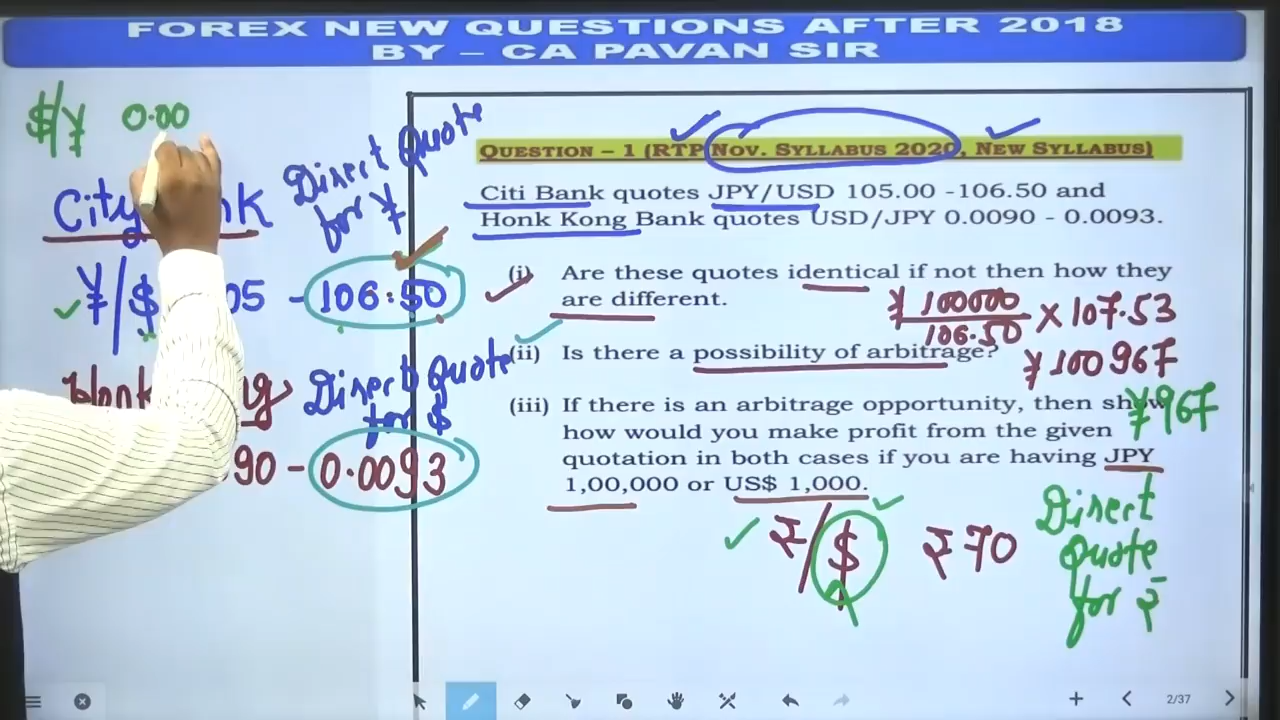 FOREX NEW QUESTIONS AFTER 2018
BY – CA PAVAN SIR
$/¥ 0.00
Direct Quote
for ¥
City
¥/$ 05 - 106.50
Direct Quote
for $
90 - 0.0093
QUESTION – 1 (RTP Nov. SYLLABUS 2020, NEW SYLLABUS)
Citi Bank quotes JPY/USD 105.00 -106.50 and
Honk Kong Bank quotes USD/JPY 0.0090 - 0.0093.
(i) Are these quotes identical if not then how they
are different.
¥ 100000
106.50 × 107.53
(ii) Is there a possibility of arbitrage?
¥ 100967
(iii) If there is an arbitrage opportunity, then show
¥ 967
how would you make profit from the given
quotation in both cases if you are having JPY
1,00,000 or US$ 1,000.
₹/$ ₹ 70
Direct
Quote
for ₹
2/37